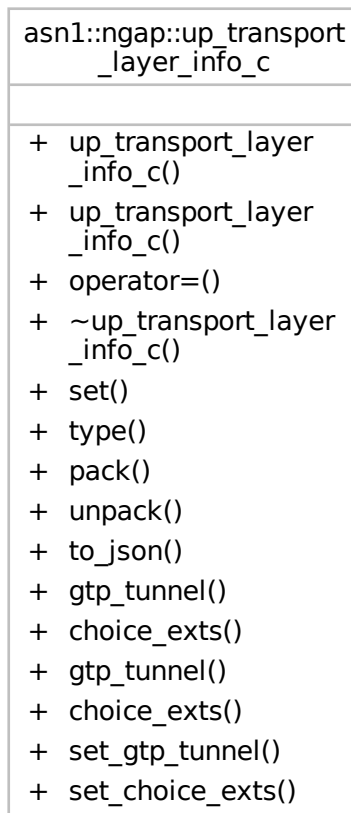 asn1::ngap::up_transport
_layer_info_c
+ up_transport_layer
_info_c()
+ up_transport_layer
_info_c()
+ operator=()
+ ~up_transport_layer
_info_c()
+ set()
+ type()
+ pack()
+ unpack()
+ to_json()
+ gtp_tunnel()
+ choice_exts()
+ gtp_tunnel()
+ choice_exts()
+ set_gtp_tunnel()
+ set_choice_exts()